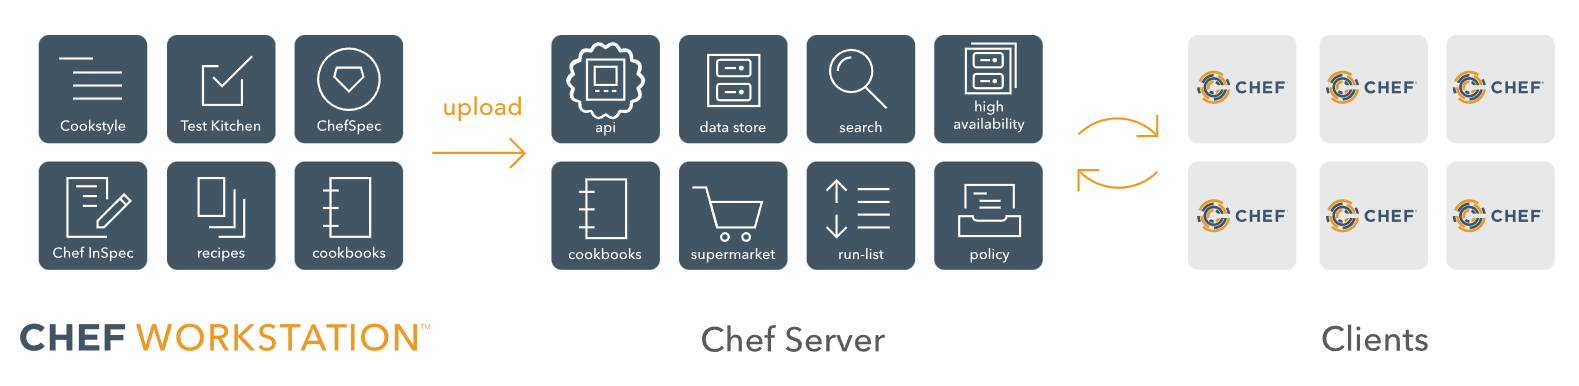 Cookstyle
Test Kitchen
ChefSpec
Chef InSpec
recipes
cookbooks
CHEF WORKSTATION™
upload
api
data store
search
high
availability
cookbooks
supermarket
run-list
policy
Chef Server
CHEF
CHEF
CHEF
CHEF
CHEF
CHEF
Clients